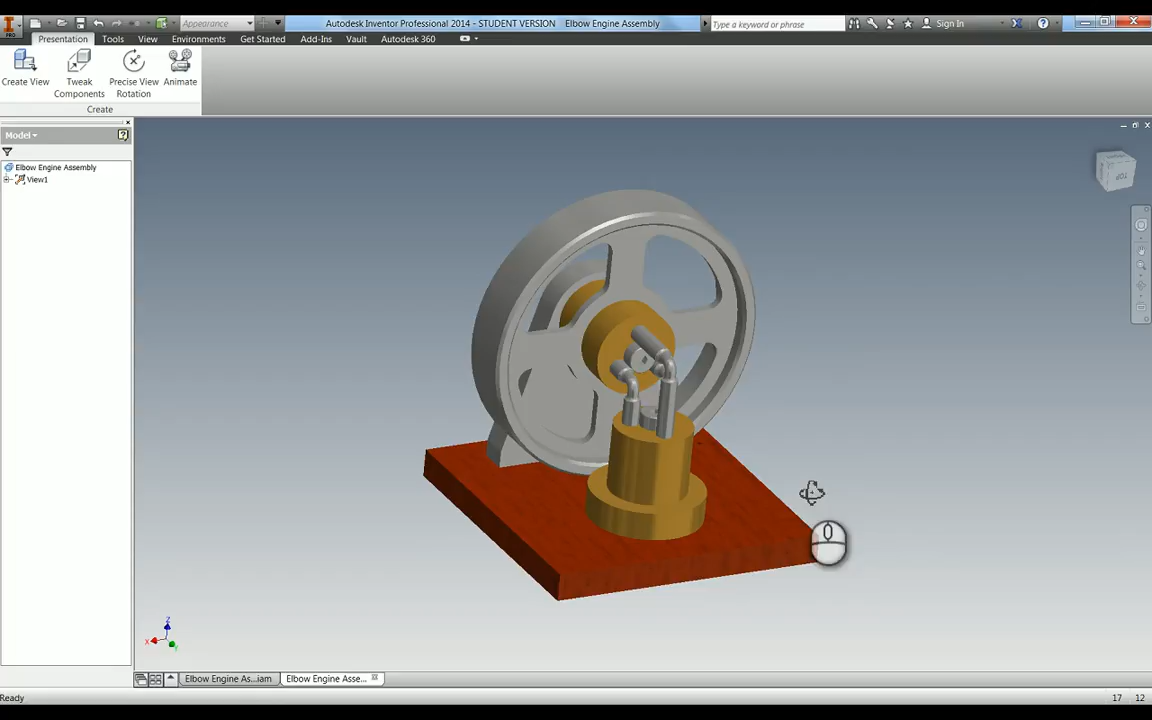 Appearance
Autodesk Inventor Professional 2014 - STUDENT VERSION Elbow Engine Assembly
Type a keyword or phrase
Sign In
PRO
Presentation Tools View Environments Get Started Add-Ins Vault Autodesk 360
Create View
Tweak Components
Precise View Rotation
Animate
Create
Model
Elbow Engine Assembly
View1
TOP
X
Z
Y
Elbow Engine As...iam
Elbow Engine Asse...
Ready
17 12